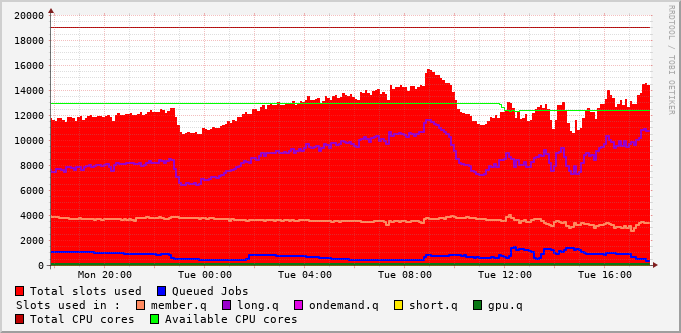 20000
18000
16000
14000
12000
10000
8000
6000
4000
2000
0
Mon 20:00 Tue 00:00 Tue 04:00 Tue 08:00 Tue 12:00 Tue 16:00
RRDTOOL / TOBI OETIKER
Total slots used Queued Jobs
Slots used in : member.q long.q ondemand.q short.q gpu.q
Total CPU cores Available CPU cores